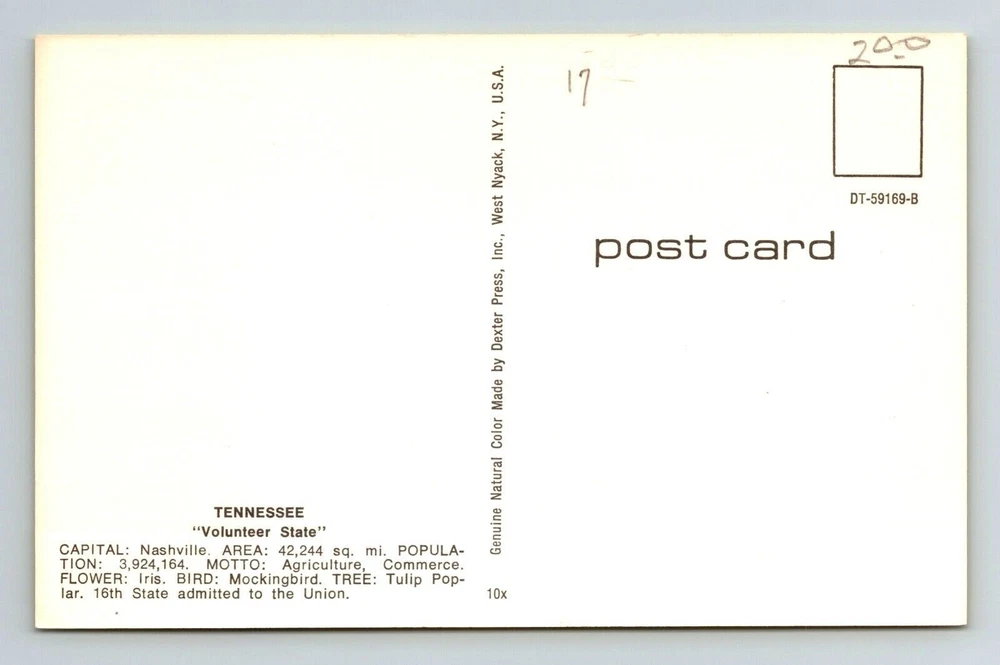 2.00
17
DT-59169-B
post card
Genuine Natural Color Made by Dexter Press, Inc., West Nyack, N.Y., U.S.A.
TENNESSEE
“Volunteer State”
CAPITAL: Nashville. AREA: 42,244 sq. mi. POPULA-
TION: 3,924,164. MOTTO: Agriculture, Commerce.
FLOWER: Iris. BIRD: Mockingbird. TREE: Tulip Pop-
lar. 16th State admitted to the Union.
10x